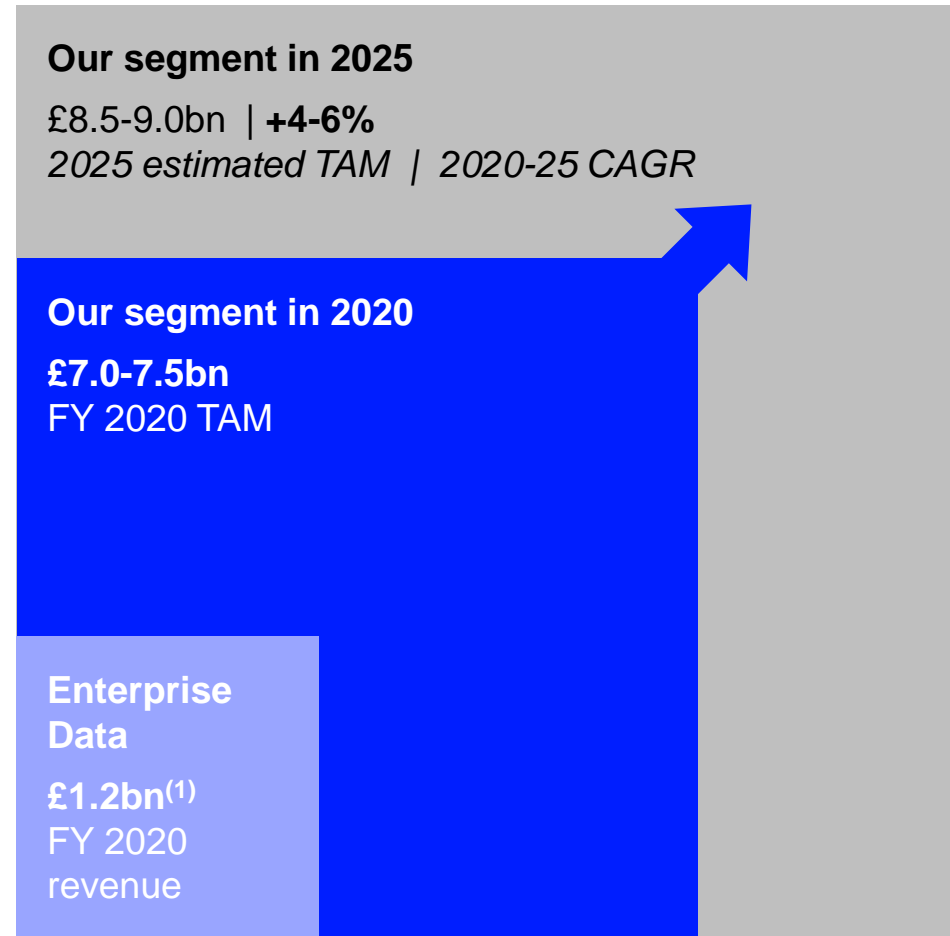 Our segment in 2025
£8.5-9.0bn | +4-6%
2025 estimated TAM | 2020-25 CAGR
Our segment in 2020
£7.0-7.5bn
FY 2020 TAM
Enterprise
Data
£1.2bn(1)
FY 2020
revenue